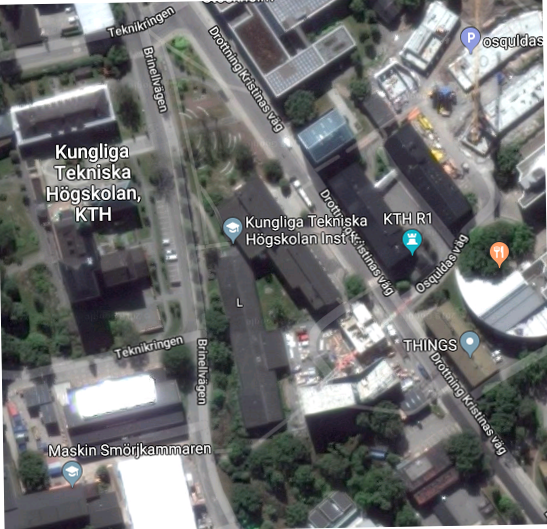 Teknikringen
Brinellvägen
Drottning Kristinas väg
P
osquldas
Kungliga
Tekniska
Högskolan,
KTH
Kungliga Tekniska
Högskolan Inst f.
Drottning Kristinas väg
KTH R1
Osquldas väg
L
THINGS
Teknikringen
Brinellvägen
Drottning Kristinas väg
Maskin Smörjkammaren